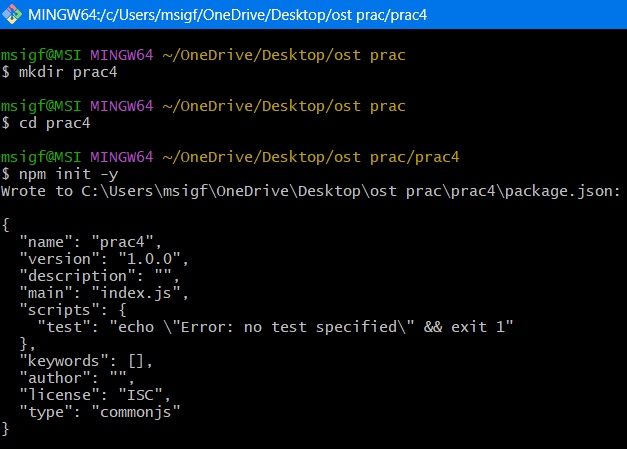 MINGW64:/c/Users/msigf/OneDrive/Desktop/ost prac/prac4
msigf@MSI MINGW64 ~/OneDrive/Desktop/ost prac
$ mkdir prac4
msigf@MSI MINGW64 ~/OneDrive/Desktop/ost prac
$ cd prac4
msigf@MSI MINGW64 ~/OneDrive/Desktop/ost prac/prac4
$ npm init -y
Wrote to C:\Users\msigf\OneDrive\Desktop\ost prac\prac4\package.json:
{
  "name": "prac4",
  "version": "1.0.0",
  "description": "",
  "main": "index.js",
  "scripts": {
    "test": "echo \"Error: no test specified\" && exit 1"
  },
  "keywords": [],
  "author": "",
  "license": "ISC",
  "type": "commonjs"
}